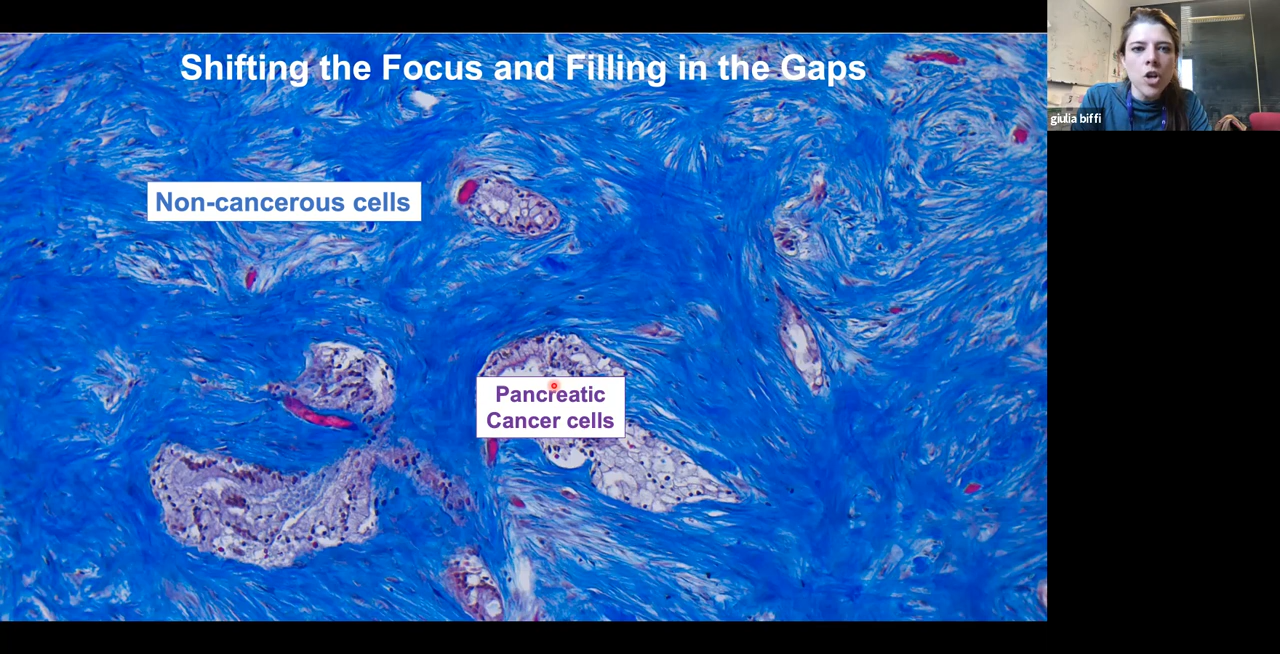 Shifting the Focus and Filling in the Gaps
giulia biffi
Non-cancerous cells
Pancreatic
Cancer cells